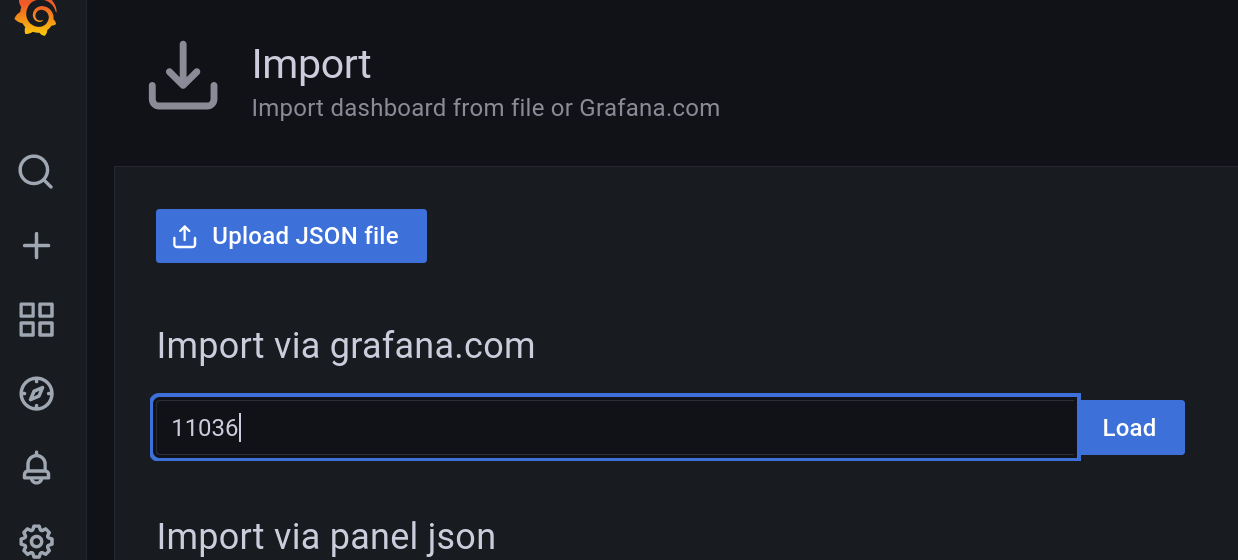 Import
Import dashboard from file or Grafana.com
Upload JSON file
Import via grafana.com
11036
Load
Import via panel json